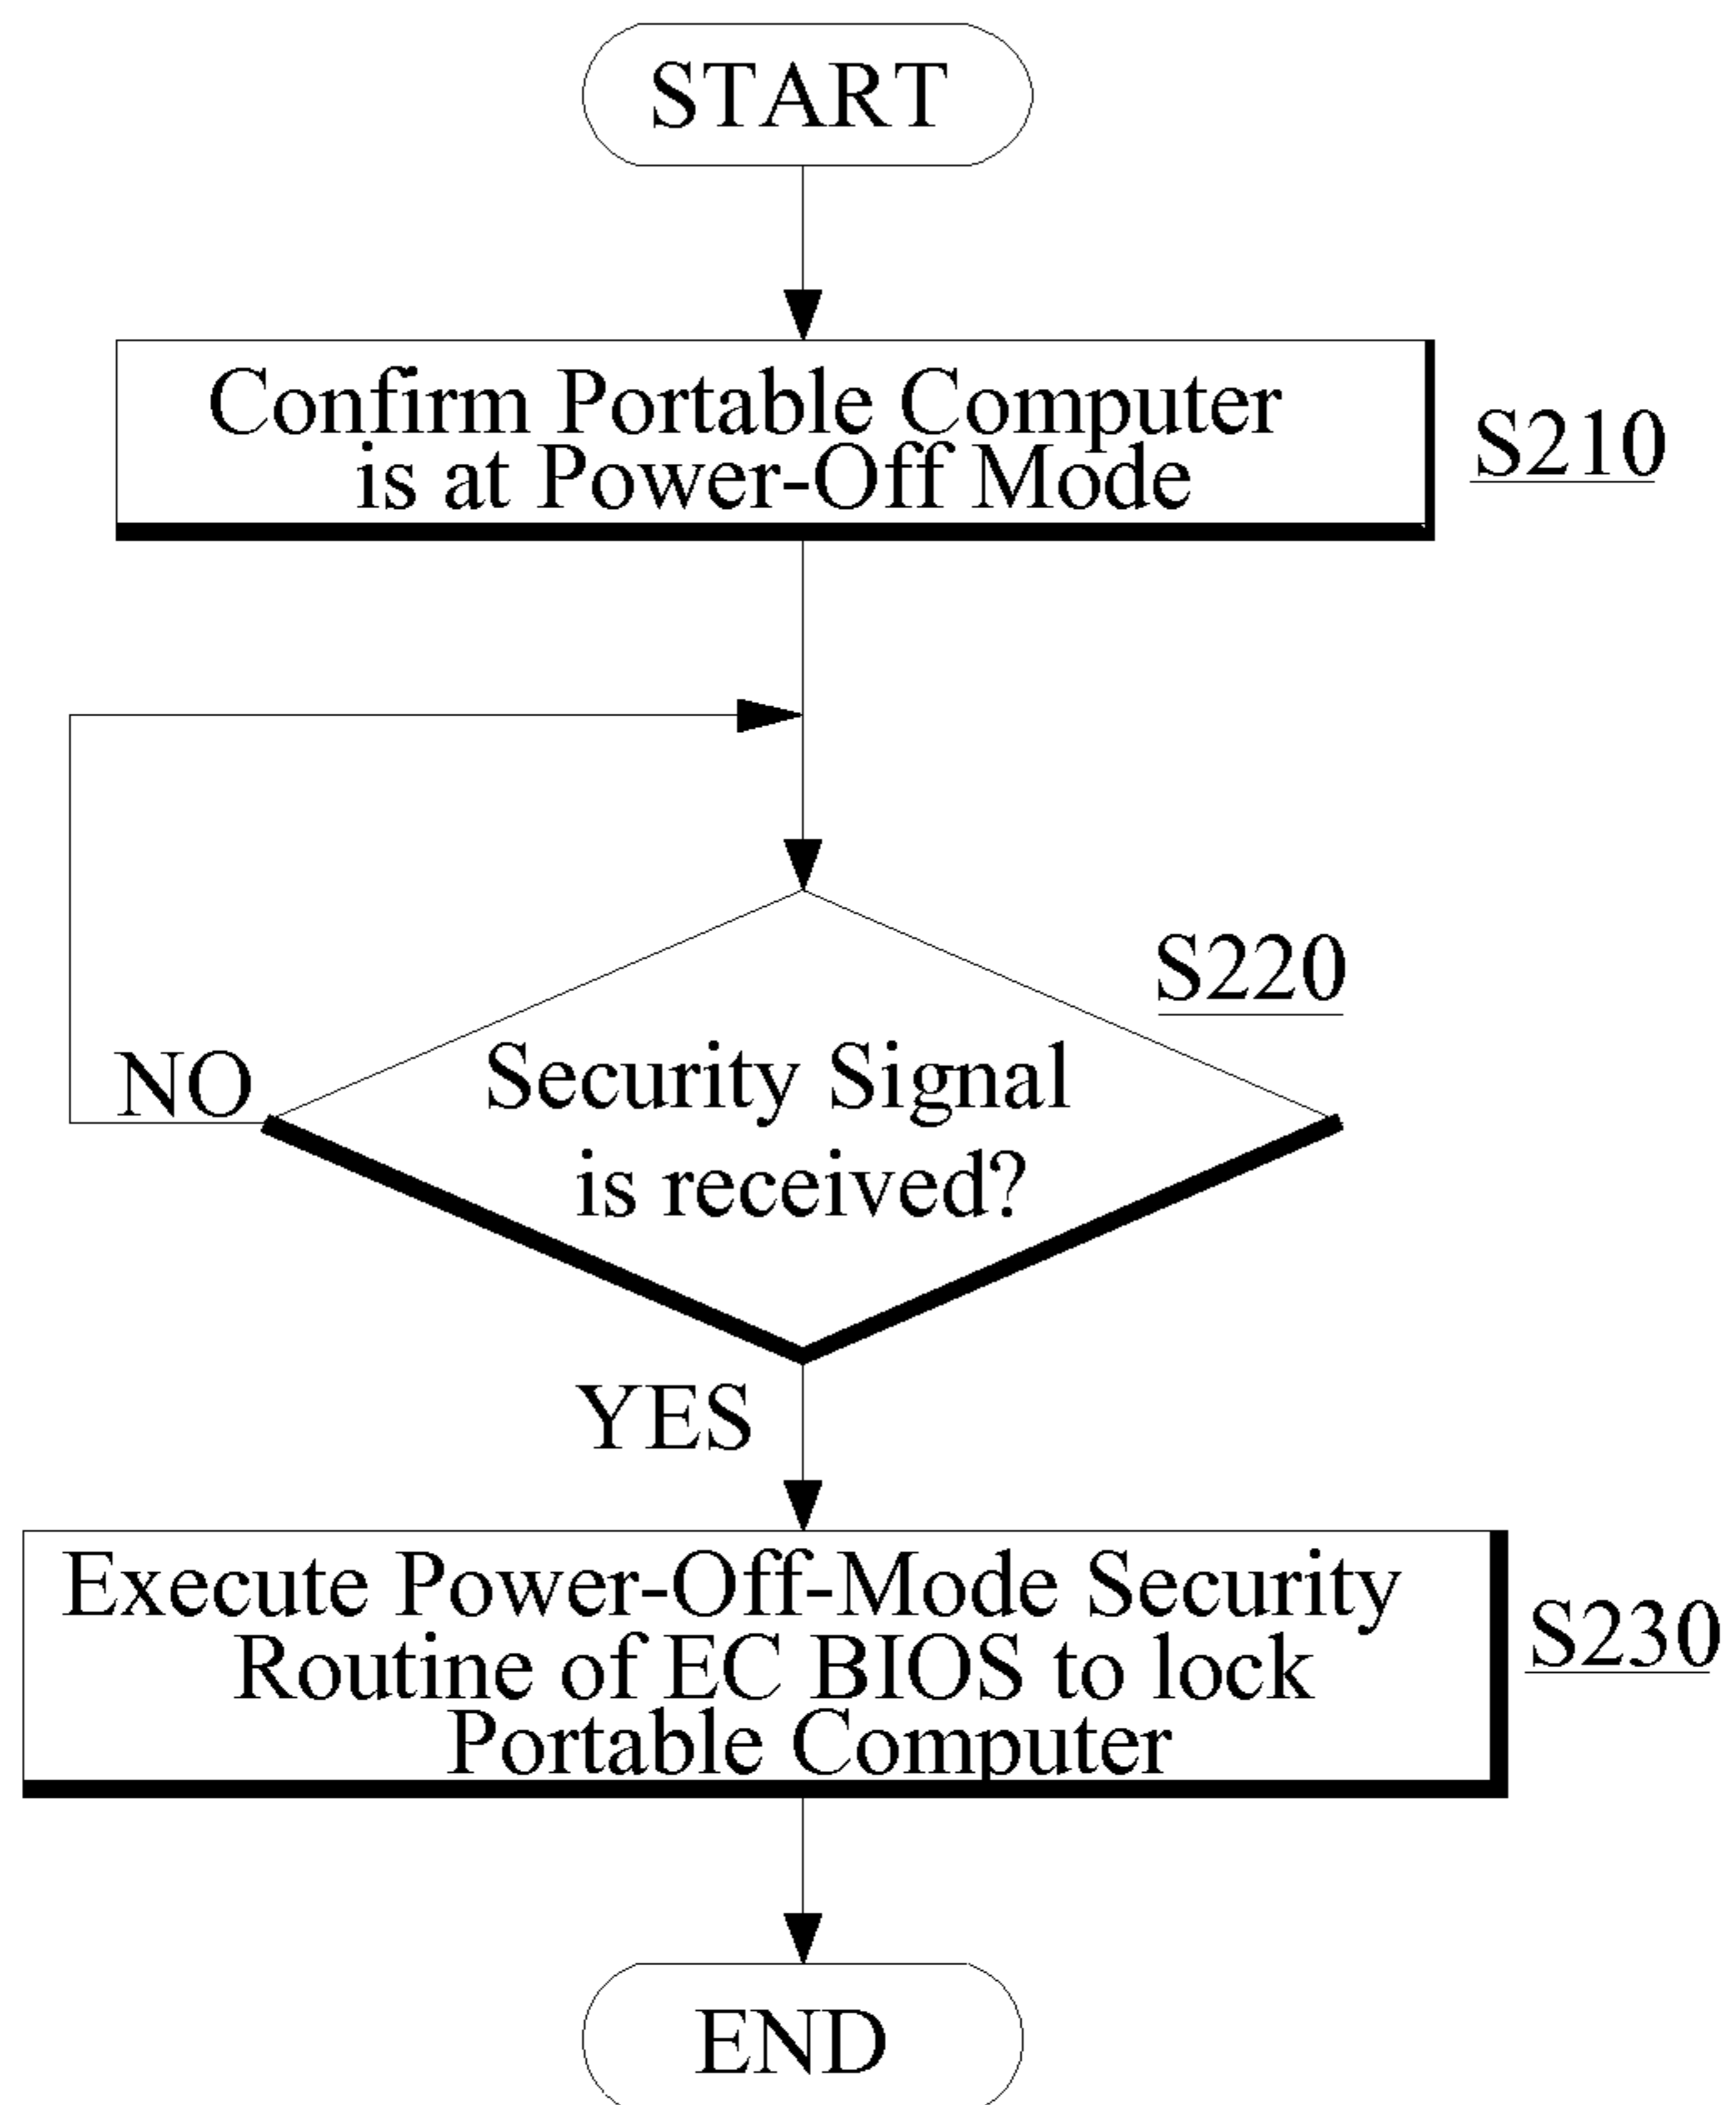 START
Confirm Portable Computer
is at Power-Off Mode
S210
S220
NO
Security Signal
is received?
YES
Execute Power-Off-Mode Security
Routine of EC BIOS to lock
Portable Computer
S230
END